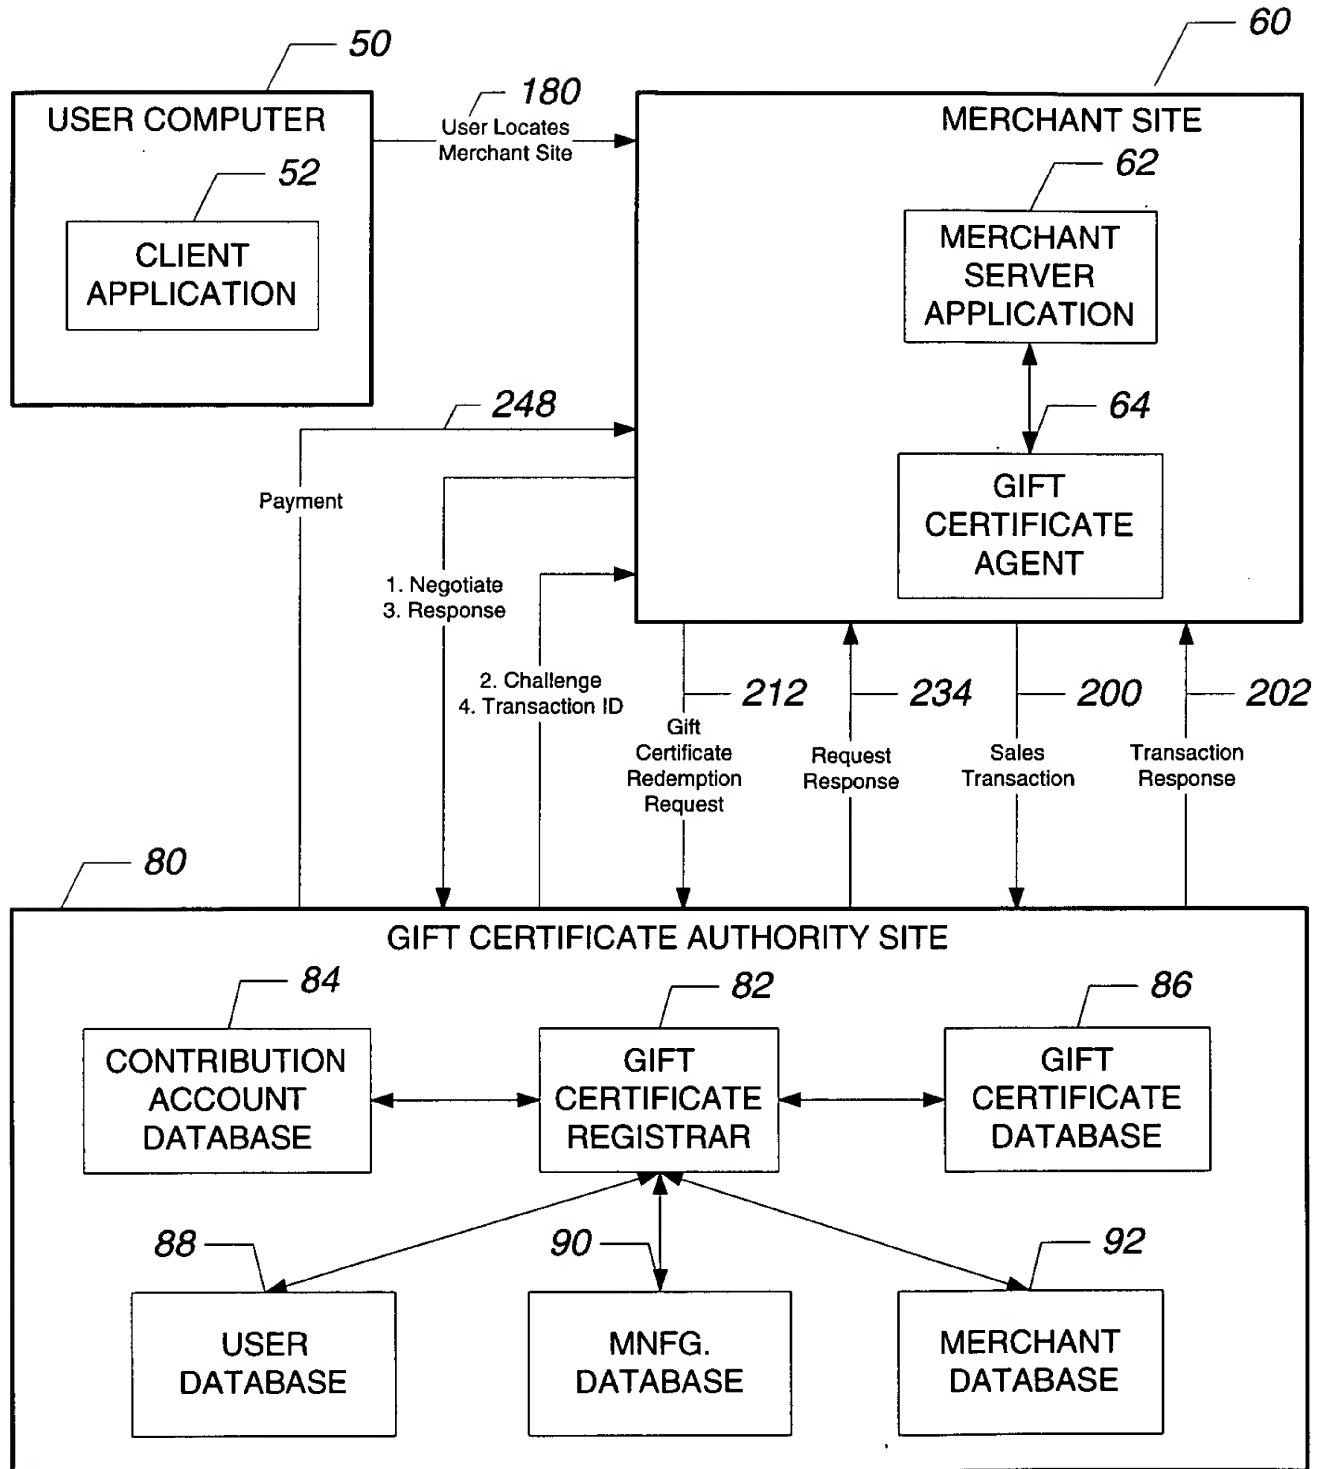 50
60
180
USER COMPUTER
User Locates
Merchant Site
MERCHANT SITE
52
62
CLIENT
APPLICATION
MERCHANT
SERVER
APPLICATION
248
64
Payment
GIFT
CERTIFICATE
AGENT
1. Negotiate
3. Response
2. Challenge
4. Transaction ID
212
234
200
202
Gift
Certificate
Redemption
Request
Request
Response
Sales
Transaction
Transaction
Response
80
GIFT CERTIFICATE AUTHORITY SITE
84
82
86
CONTRIBUTION
ACCOUNT
DATABASE
GIFT
CERTIFICATE
REGISTRAR
GIFT
CERTIFICATE
DATABASE
88
90
92
USER
DATABASE
MNFG.
DATABASE
MERCHANT
DATABASE